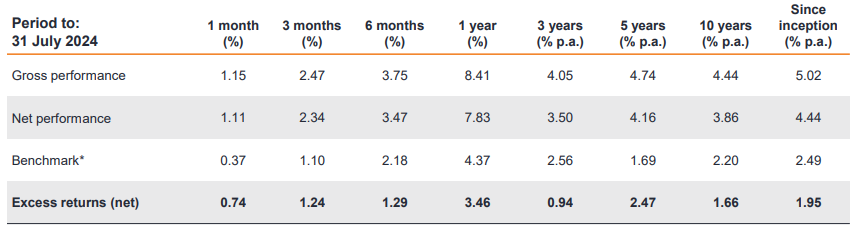 Period to:
31 July 2024
1 month
(%)
3 months
(%)
6 months
(%)
1 year
(%)
3 years
(% p.a.)
5 years
(% p.a.)
10 years
(% p.a.)
Since
inception
(% p.a.)
Gross performance 1.15 2.47 3.75 8.41 4.05 4.74 4.44 5.02
Net performance 1.11 2.34 3.47 7.83 3.50 4.16 3.86 4.44
Benchmark* 0.37 1.10 2.18 4.37 2.56 1.69 2.20 2.49
Excess returns (net) 0.74 1.24 1.29 3.46 0.94 2.47 1.66 1.95